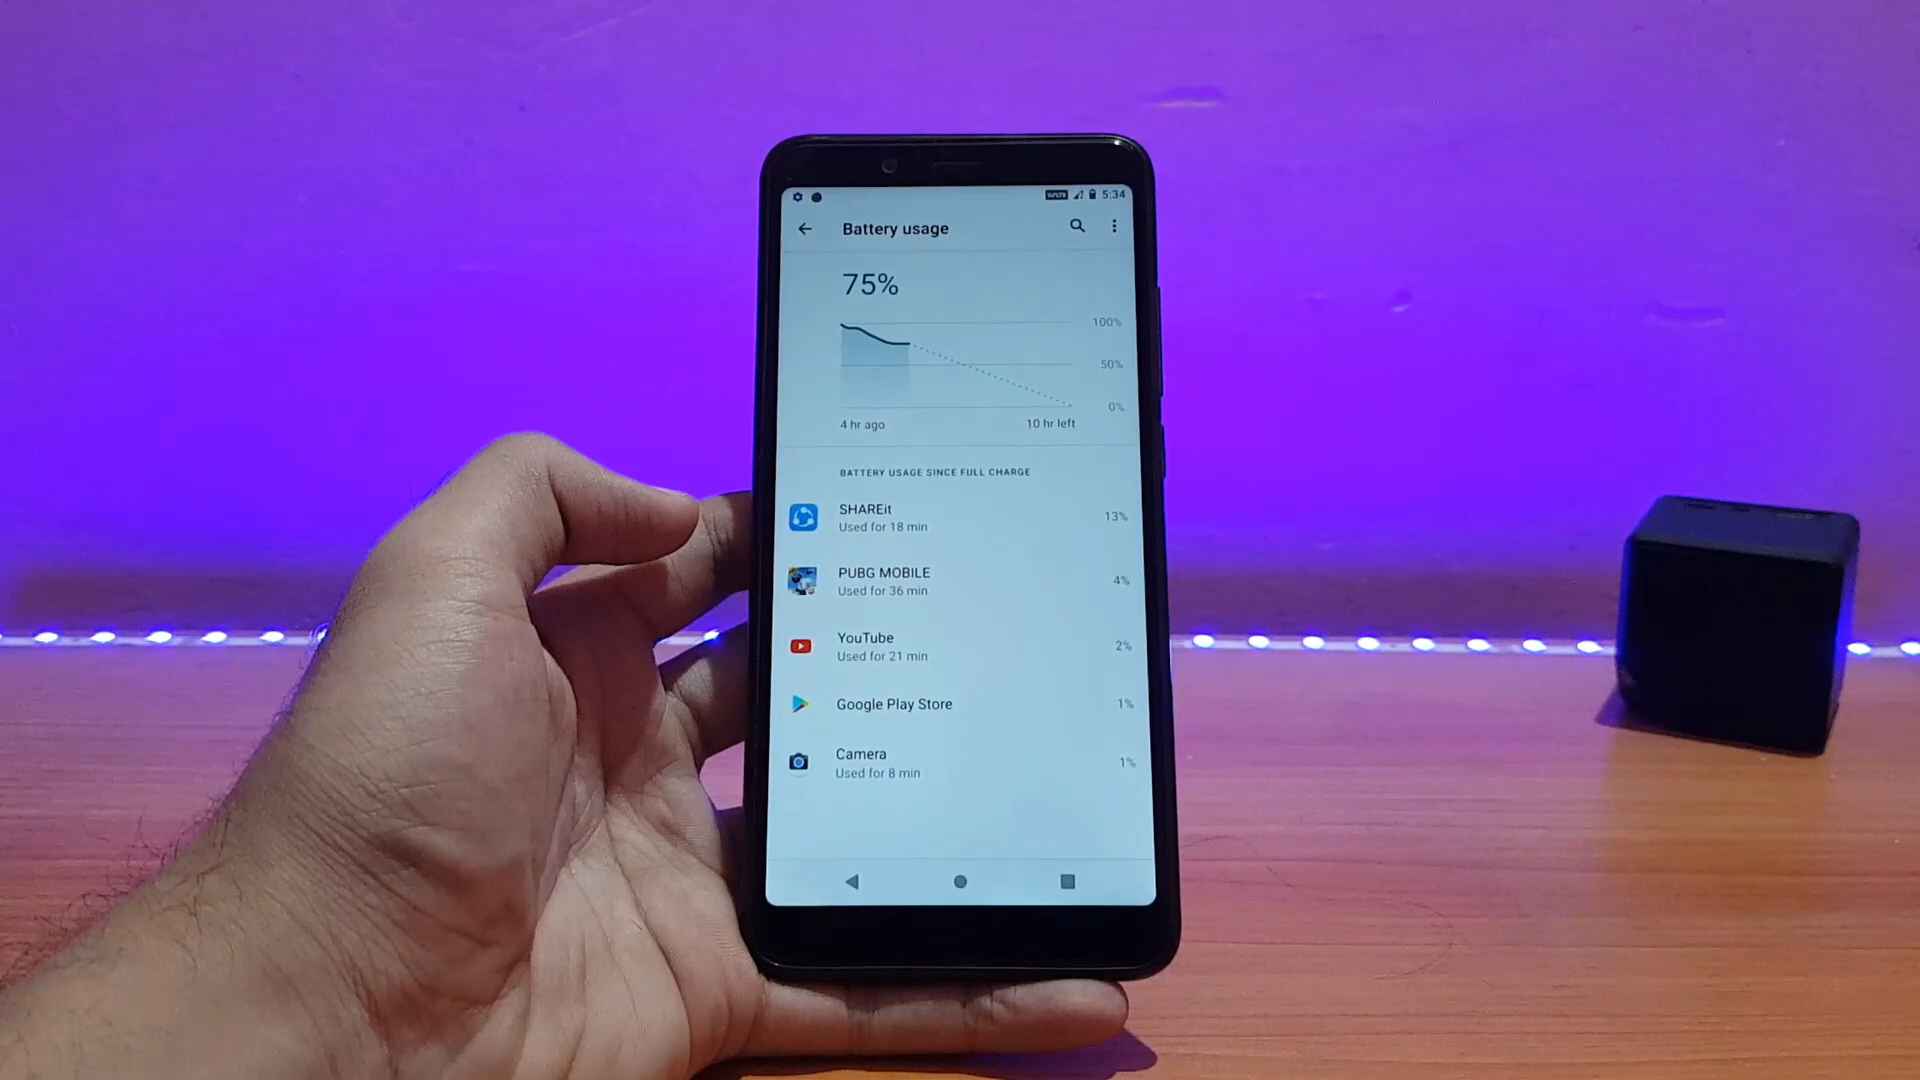 VoLTE 5:34
Battery usage
75%
100%
50%
0%
4 hr ago 10 hr left
BATTERY USAGE SINCE FULL CHARGE
SHAREit 13%
Used for 18 min
PUBG MOBILE 4%
Used for 36 min
YouTube 2%
Used for 21 min
Google Play Store 1%
Camera 1%
Used for 8 min